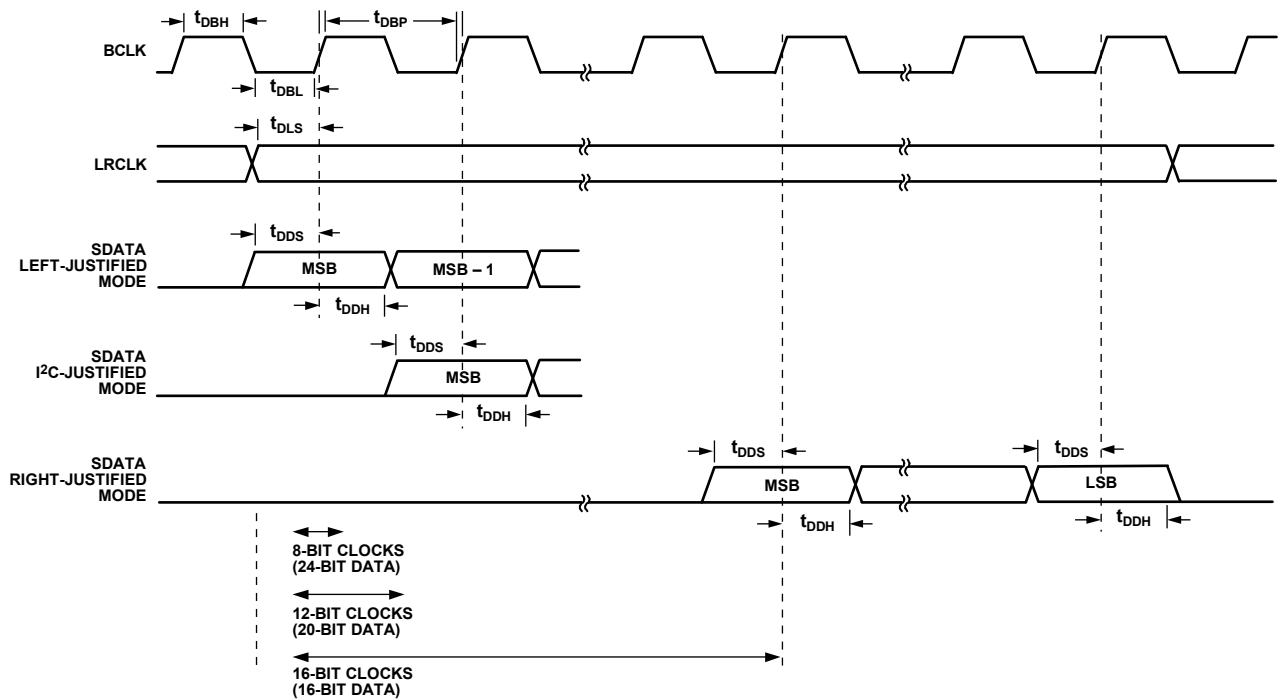 tDBH
tDBP
BCLK
tDBL
tDLS
LRCLK
tDDS
SDATA
LEFT-JUSTIFIED
MODE
MSB
MSB – 1
tDDH
SDATA
I²C-JUSTIFIED
MODE
tDDS
MSB
tDDH
SDATA
RIGHT-JUSTIFIED
MODE
tDDS
tDDS
MSB
LSB
tDDH
tDDH
8-BIT CLOCKS
(24-BIT DATA)
12-BIT CLOCKS
(20-BIT DATA)
16-BIT CLOCKS
(16-BIT DATA)